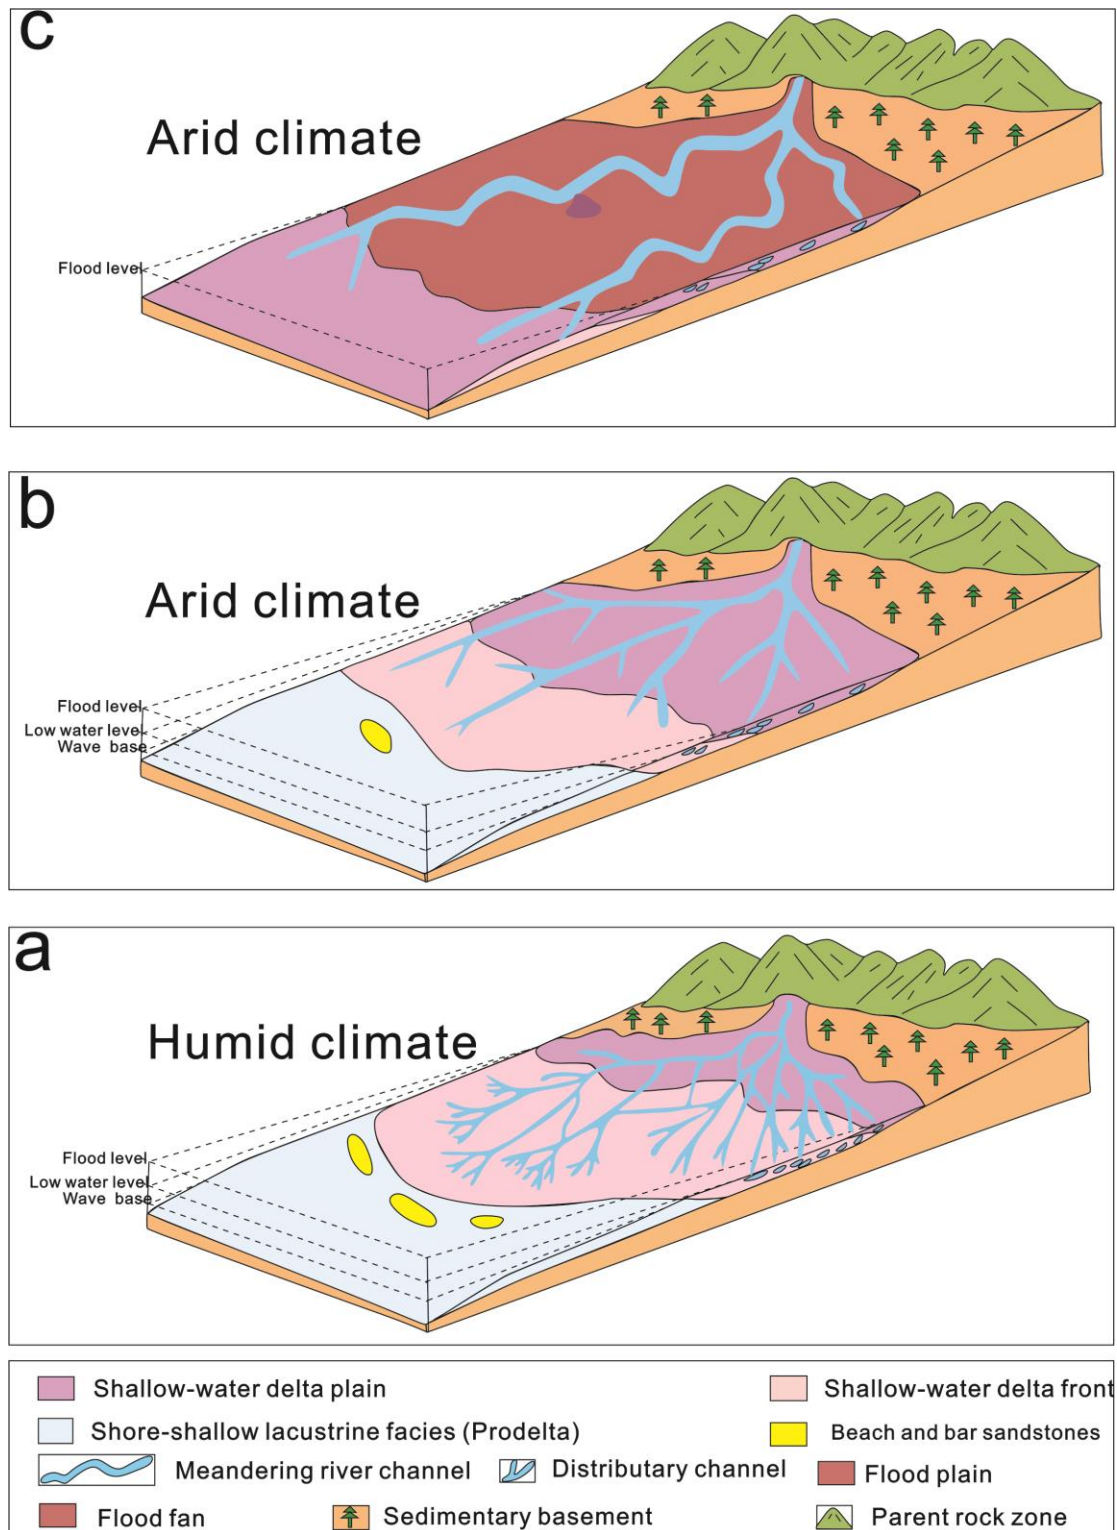 c
Arid climate
Flood level
b
Arid climate
Flood level
Low water level
Wave base
a
Humid climate
Flood level
Low water level
Wave base
Shallow-water delta plain
Shallow-water delta front
Shore-shallow lacustrine facies (Prodelta)
Beach and bar sandstones
Meandering river channel
Distributary channel
Flood plain
Flood fan
Sedimentary basement
Parent rock zone